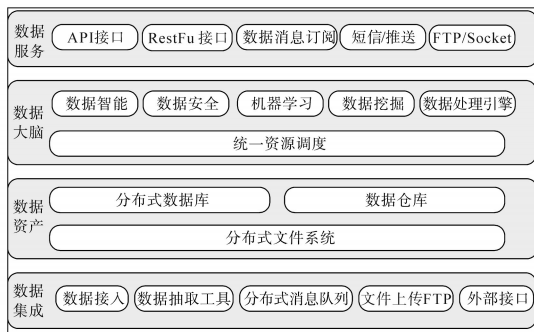 数据服务
API接口 RestFu 接口 数据消息订阅 短信/推送 FTP/Socket
数据大脑
数据智能 数据安全 机器学习 数据挖掘 数据处理引擎
统一资源调度
数据资产
分布式数据库 数据仓库
分布式文件系统
数据集成
数据接入 数据抽取工具 分布式消息队列 文件上传FTP 外部接口